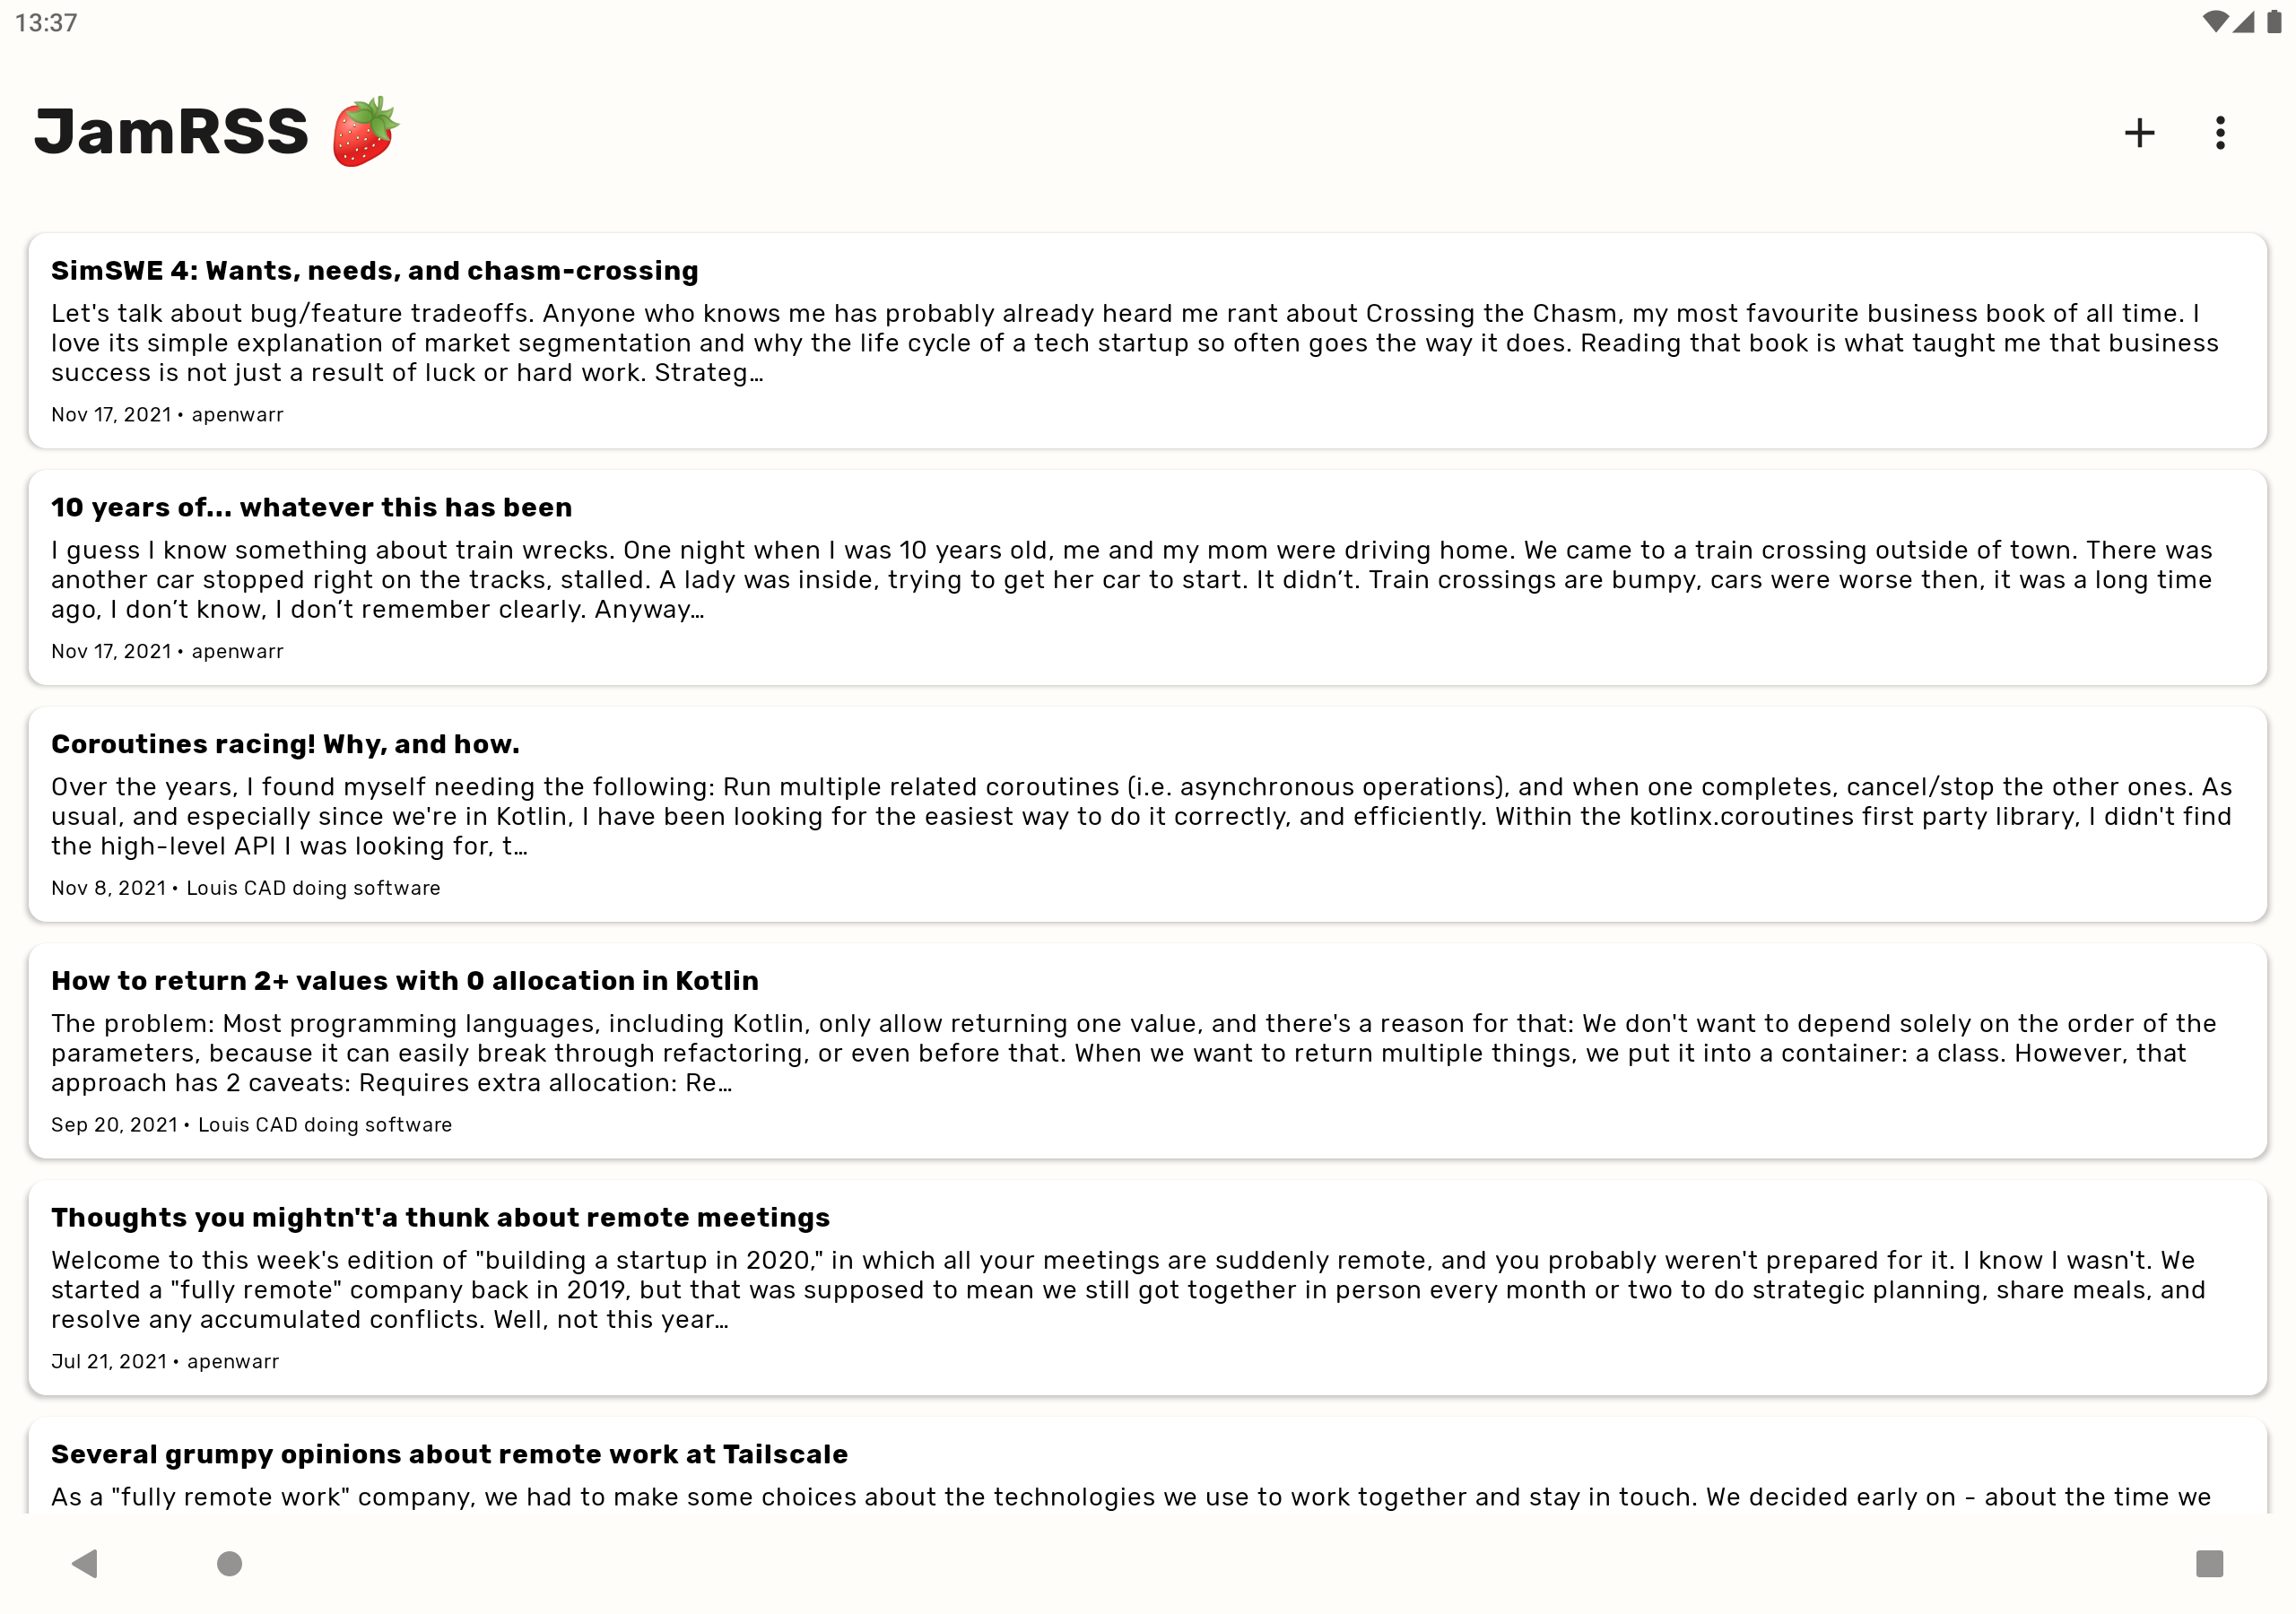 13:37
JamRSS 🍓
SimSWE 4: Wants, needs, and chasm-crossing
Let's talk about bug/feature tradeoffs. Anyone who knows me has probably already heard me rant about Crossing the Chasm, my most favourite business book of all time. I
love its simple explanation of market segmentation and why the life cycle of a tech startup so often goes the way it does. Reading that book is what taught me that business
success is not just a result of luck or hard work. Strateg…
Nov 17, 2021 • apenwarr
10 years of... whatever this has been
I guess I know something about train wrecks. One night when I was 10 years old, me and my mom were driving home. We came to a train crossing outside of town. There was
another car stopped right on the tracks, stalled. A lady was inside, trying to get her car to start. It didn’t. Train crossings are bumpy, cars were worse then, it was a long time
ago, I don’t know, I don’t remember clearly. Anyway…
Nov 17, 2021 • apenwarr
Coroutines racing! Why, and how.
Over the years, I found myself needing the following: Run multiple related coroutines (i.e. asynchronous operations), and when one completes, cancel/stop the other ones. As
usual, and especially since we're in Kotlin, I have been looking for the easiest way to do it correctly, and efficiently. Within the kotlinx.coroutines first party library, I didn't find
the high-level API I was looking for, t…
Nov 8, 2021 • Louis CAD doing software
How to return 2+ values with 0 allocation in Kotlin
The problem: Most programming languages, including Kotlin, only allow returning one value, and there's a reason for that: We don't want to depend solely on the order of the
parameters, because it can easily break through refactoring, or even before that. When we want to return multiple things, we put it into a container: a class. However, that
approach has 2 caveats: Requires extra allocation: Re…
Sep 20, 2021 • Louis CAD doing software
Thoughts you mightn't'a thunk about remote meetings
Welcome to this week's edition of "building a startup in 2020," in which all your meetings are suddenly remote, and you probably weren't prepared for it. I know I wasn't. We
started a "fully remote" company back in 2019, but that was supposed to mean we still got together in person every month or two to do strategic planning, share meals, and
resolve any accumulated conflicts. Well, not this year…
Jul 21, 2021 • apenwarr
Several grumpy opinions about remote work at Tailscale
As a "fully remote work" company, we had to make some choices about the technologies we use to work together and stay in touch. We decided early on - about the time we